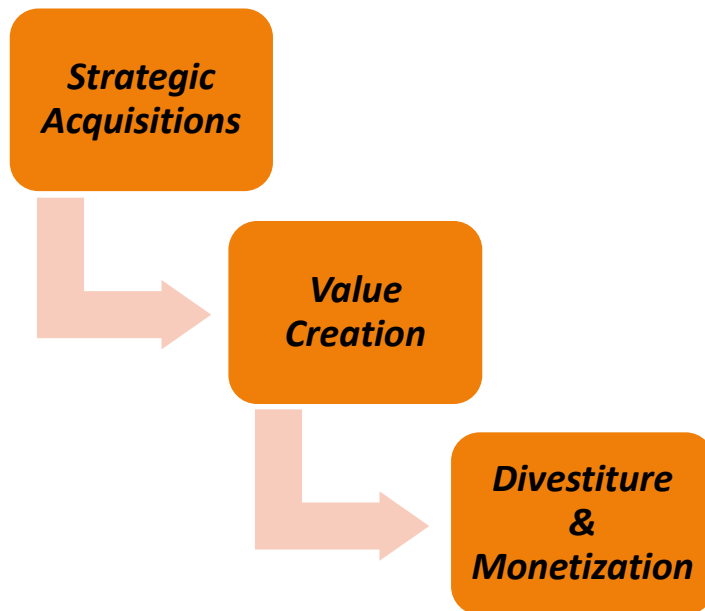 Strategic
Acquisitions
Value
Creation
Divestiture
&
Monetization